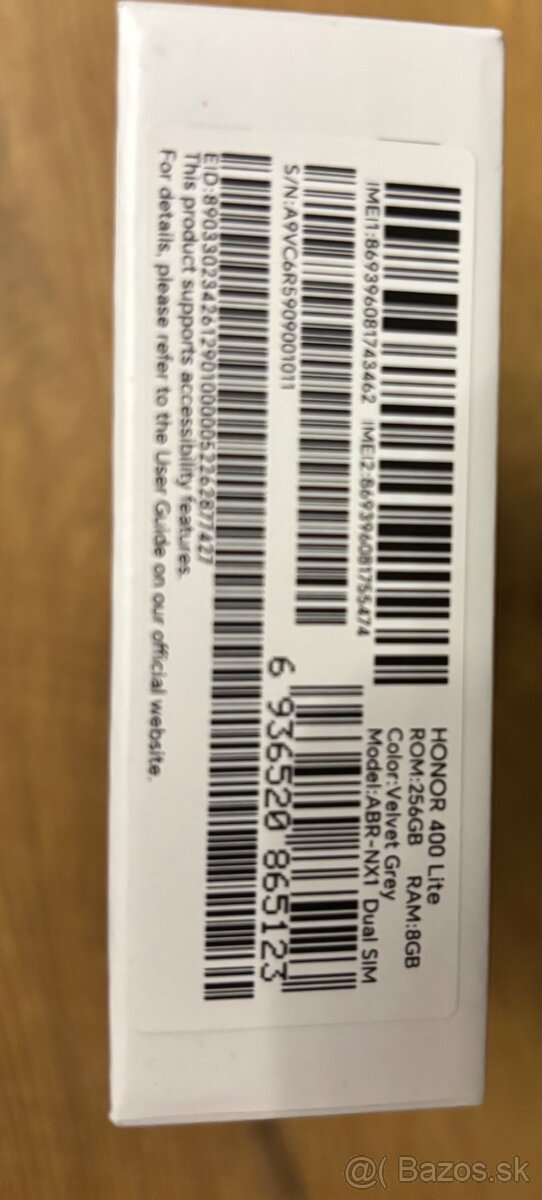 HONOR 400 Lite
ROM:256GB RAM:8GB
Color:Velvet Grey
Model:ABR-NX1 Dual SIM
IMEI1:869396081743462 IMEI2:869396081765474
S/N:A9VC6R5909001011
6 936520 865123
EID:89033023426129010000052262877427
This product supports accessibility features.
For details, please refer to the User Guide on our official website.
@( Bazos.sk